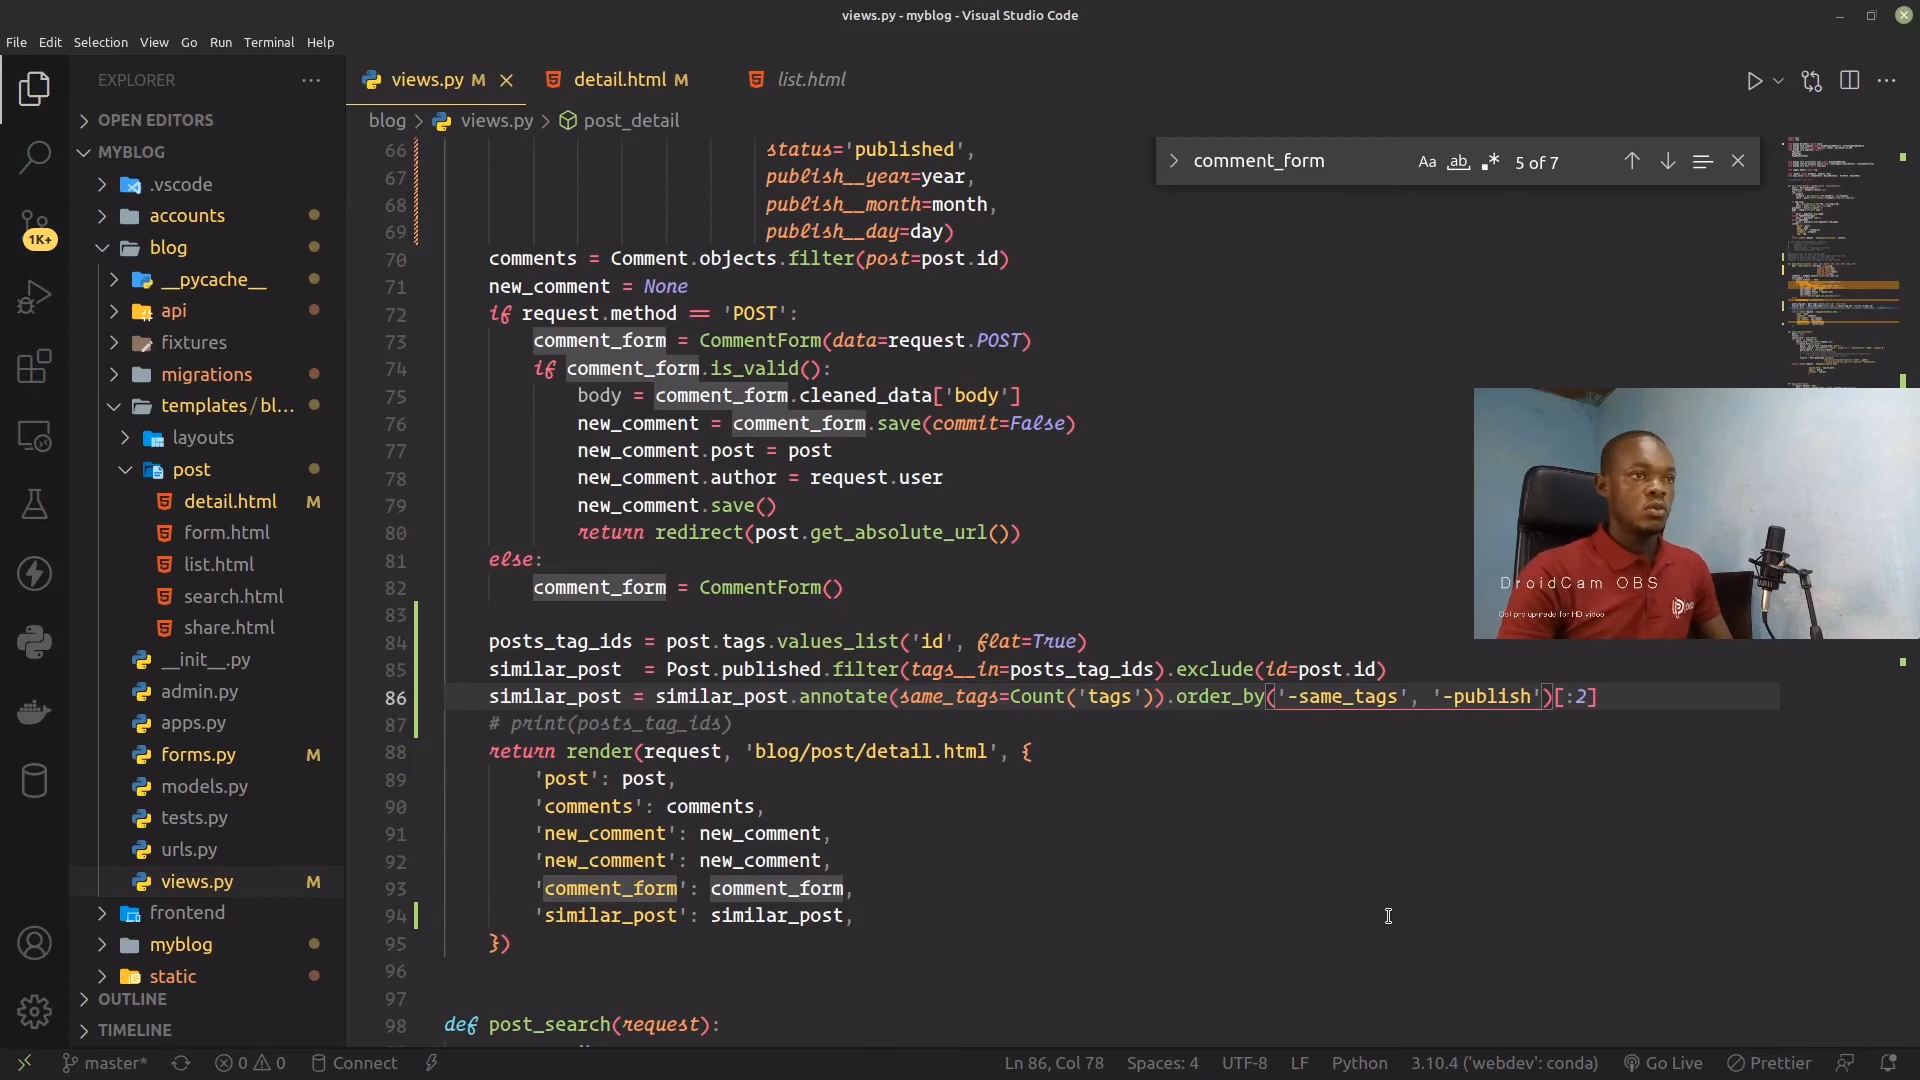 views.py - myblog - Visual Studio Code
File Edit Selection View Go Run Terminal Help
EXPLORER
views.py M
detail.html M
list.html
OPEN EDITORS
MYBLOG
.vscode
accounts
blog
__pycache__
api
fixtures
migrations
templates/bl...
layouts
post
detail.html M
form.html
list.html
search.html
share.html
__init__.py
admin.py
apps.py
forms.py M
models.py
tests.py
urls.py
views.py M
frontend
myblog
static
OUTLINE
TIMELINE
1K+
blog > views.py > post_detail
comment_form Aa ab, .* 5 of 7
66 status='published',
67 publish__year=year,
68 publish__month=month,
69 publish__day=day)
70 comments = Comment.objects.filter(post=post.id)
71 new_comment = None
72 if request.method == 'POST':
73 comment_form = CommentForm(data=request.POST)
74 if comment_form.is_valid():
75 body = comment_form.cleaned_data['body']
76 new_comment = comment_form.save(commit=False)
77 new_comment.post = post
78 new_comment.author = request.user
79 new_comment.save()
80 return redirect(post.get_absolute_url())
81 else:
82 comment_form = CommentForm()
83
84 posts_tag_ids = post.tags.values_list('id', flat=True)
85 similar_post  = Post.published.filter(tags__in=posts_tag_ids).exclude(id=post.id)
86 similar_post = similar_post.annotate(same_tags=Count('tags')).order_by('-same_tags', '-publish')[:2]
87 # print(posts_tag_ids)
88 return render(request, 'blog/post/detail.html', {
89 'post': post,
90 'comments': comments,
91 'new_comment': new_comment,
92 'new_comment': new_comment,
93 'comment_form': comment_form,
94 'similar_post': similar_post,
95 })
96
97
98 def post_search(request):
DroidCam OBS
Get pro upgrade for HD video
master* 0 0 Connect Ln 86, Col 78 Spaces: 4 UTF-8 LF Python 3.10.4 ('webdev': conda) Go Live Prettier